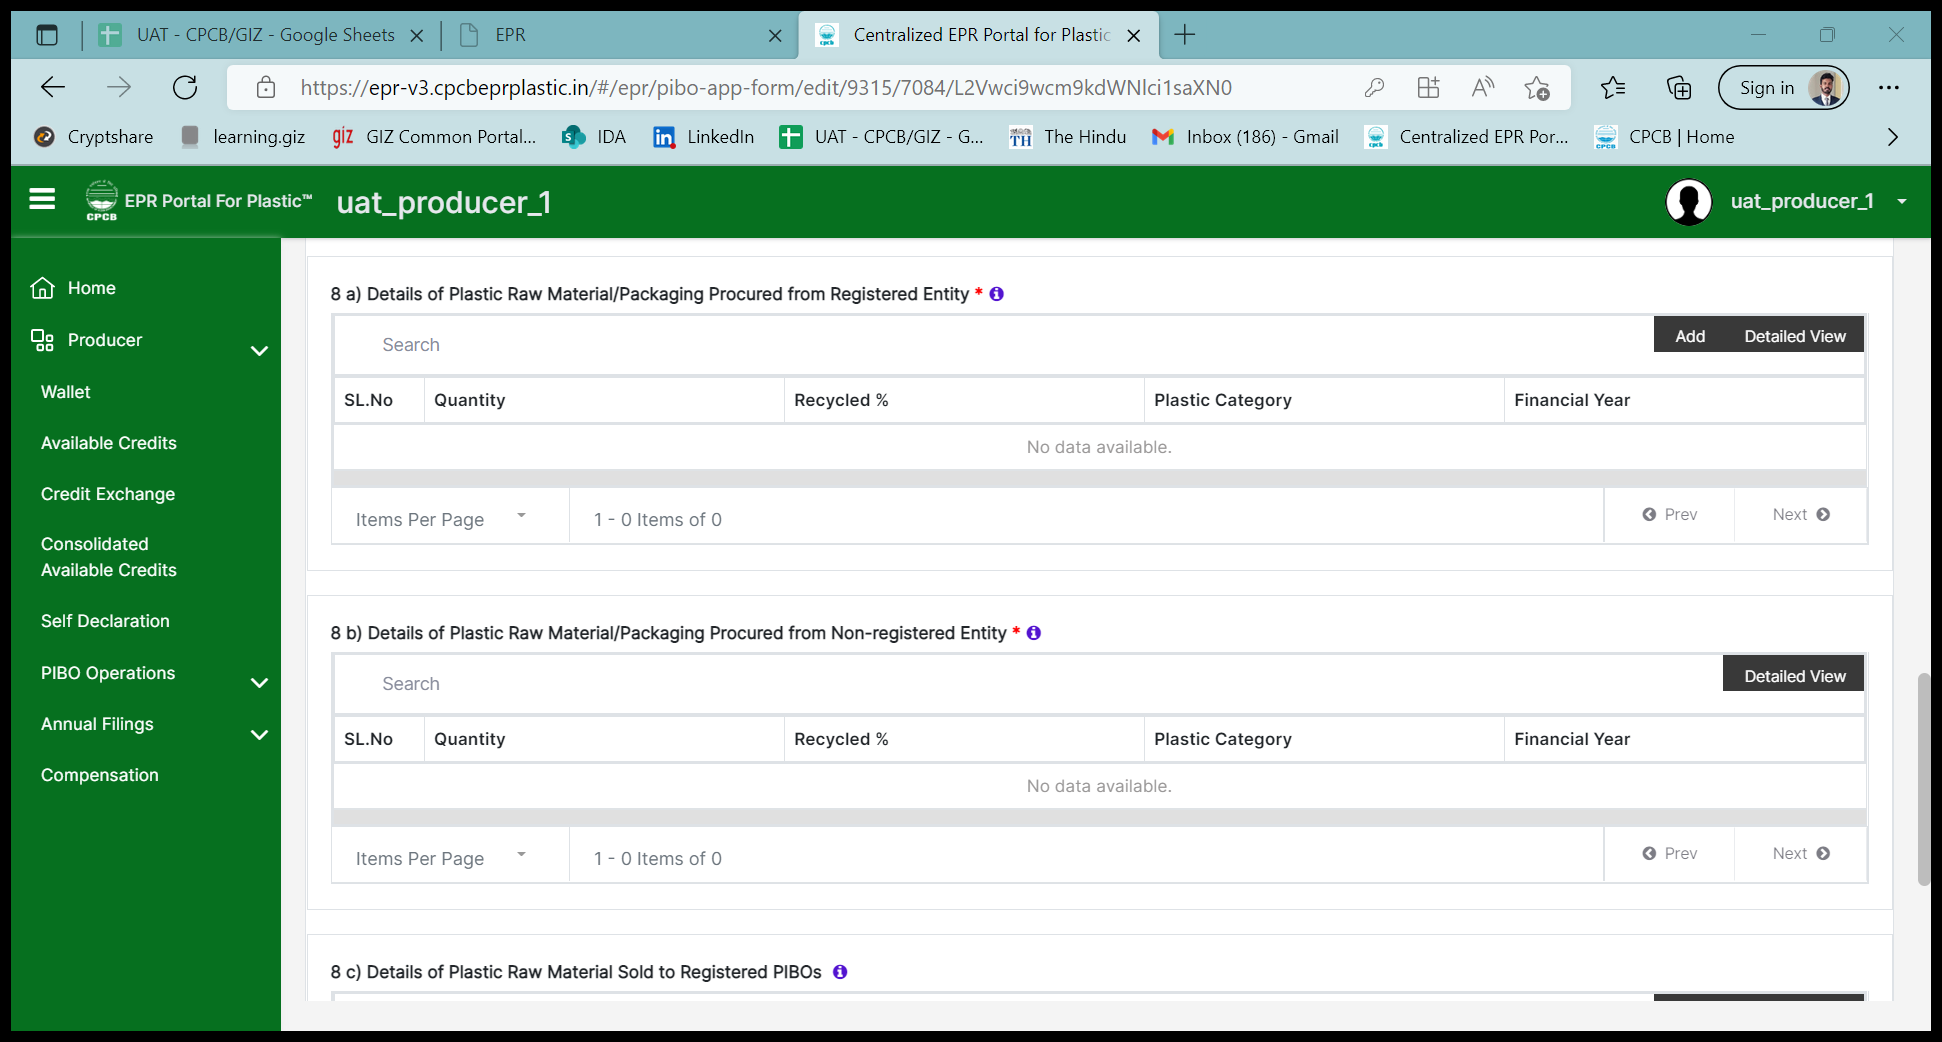 UAT - CPCB/GIZ - Google Sheets
EPR
Centralized EPR Portal for Plastic
https://epr-v3.cpcbeprplastic.in/#/epr/pibo-app-form/edit/9315/7084/L2Vwci9wcm9kdWNlci1saXN0
Sign in
Cryptshare
learning.giz
giz GIZ Common Portal...
IDA
LinkedIn
UAT - CPCB/GIZ - G...
TH The Hindu
Inbox (186) - Gmail
Centralized EPR Por...
CPCB | Home
CPCB
EPR Portal For Plastic™
uat_producer_1
uat_producer_1
Home
Producer
Wallet
Available Credits
Credit Exchange
Consolidated
Available Credits
Self Declaration
PIBO Operations
Annual Filings
Compensation
8 a) Details of Plastic Raw Material/Packaging Procured from Registered Entity *
Search
Add Detailed View
SL.No Quantity Recycled % Plastic Category Financial Year
No data available.
Items Per Page 1 - 0 Items of 0 Prev Next
8 b) Details of Plastic Raw Material/Packaging Procured from Non-registered Entity *
Search
Detailed View
SL.No Quantity Recycled % Plastic Category Financial Year
No data available.
Items Per Page 1 - 0 Items of 0 Prev Next
8 c) Details of Plastic Raw Material Sold to Registered PIBOs